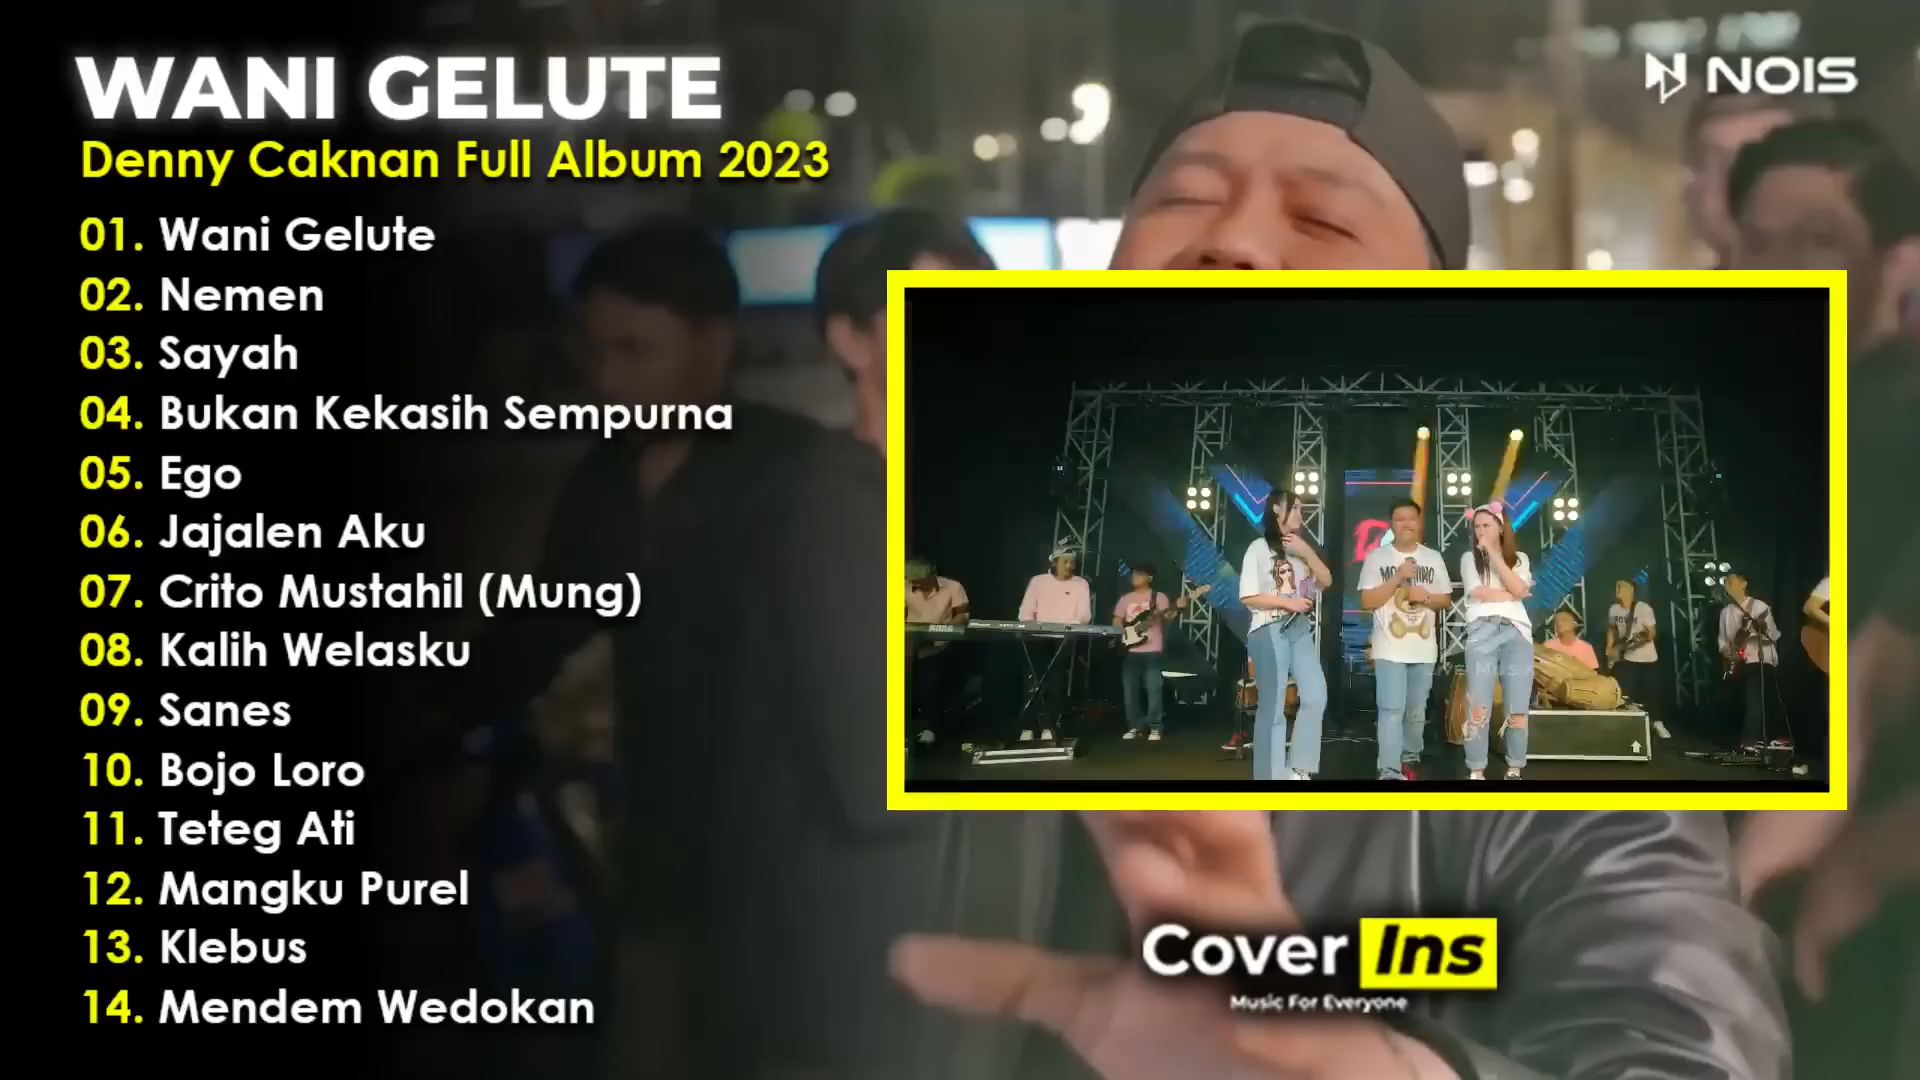 WANI GELUTE
Denny Caknan Full Album 2023
01. Wani Gelute
02. Nemen
03. Sayah
04. Bukan Kekasih Sempurna
05. Ego
06. Jajalen Aku
07. Crito Mustahil (Mung)
08. Kalih Welasku
09. Sanes
10. Bojo Loro
11. Teteg Ati
12. Mangku Purel
13. Klebus
14. Mendem Wedokan
NOIS
KORG
Cover Ins
Music For Everyone